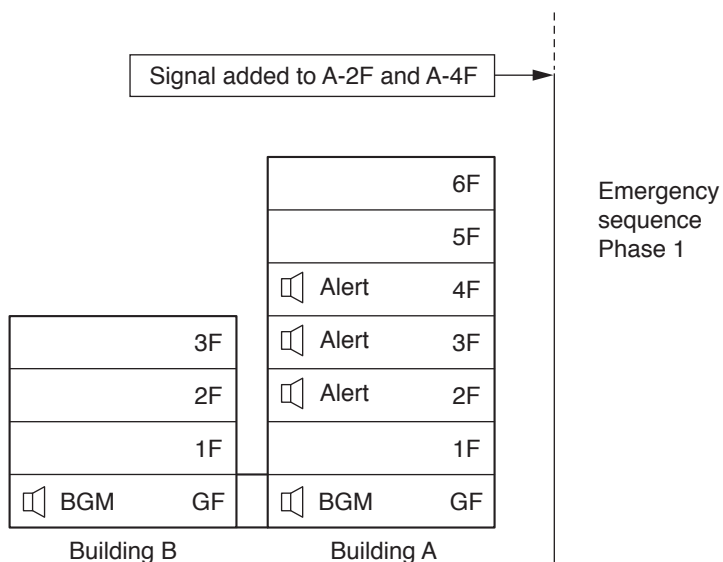 Signal added to A-2F and A-4F
Emergency
sequence
Phase 1
6F
5F
Alert 4F
Alert 3F
Alert 2F
1F
BGM GF
Building A
3F
2F
1F
BGM GF
Building B